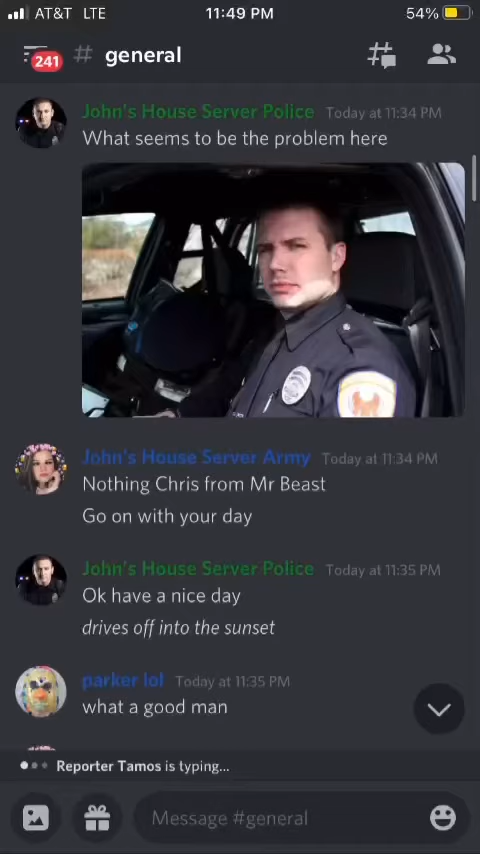 AT&T LTE 11:49 PM 54%
241 # general
John's House Server Police Today at 11:34 PM
What seems to be the problem here
John's House Server Army Today at 11:34 PM
Nothing Chris from Mr Beast
Go on with your day
John's House Server Police Today at 11:35 PM
Ok have a nice day
drives off into the sunset
parker lol Today at 11:35 PM
what a good man
Reporter Tamos is typing...
Message #general